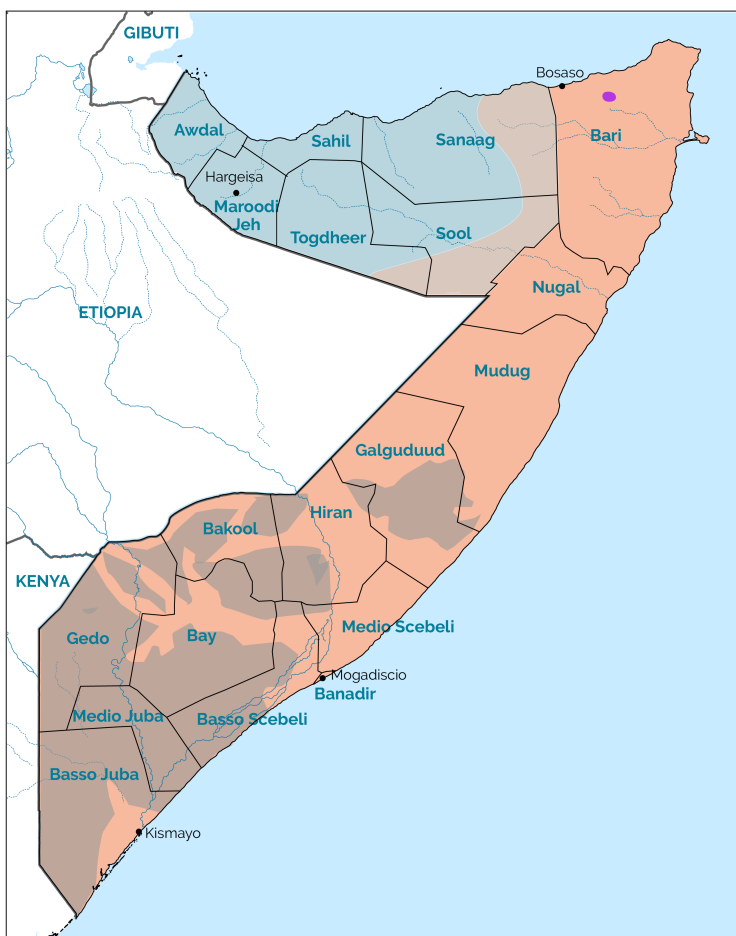 GIBUTI
Bosaso
Awdal
Sahil
Sanaag
Bari
Hargeisa
Maroodi
Jeh
Togdheer
Sool
Nugal
ETIOPIA
Mudug
Galguduud
Hiran
Bakool
KENYA
Gedo
Bay
Medio Scebeli
Mogadiscio
Banadir
Medio Juba
Basso Scebeli
Basso Juba
Kismayo